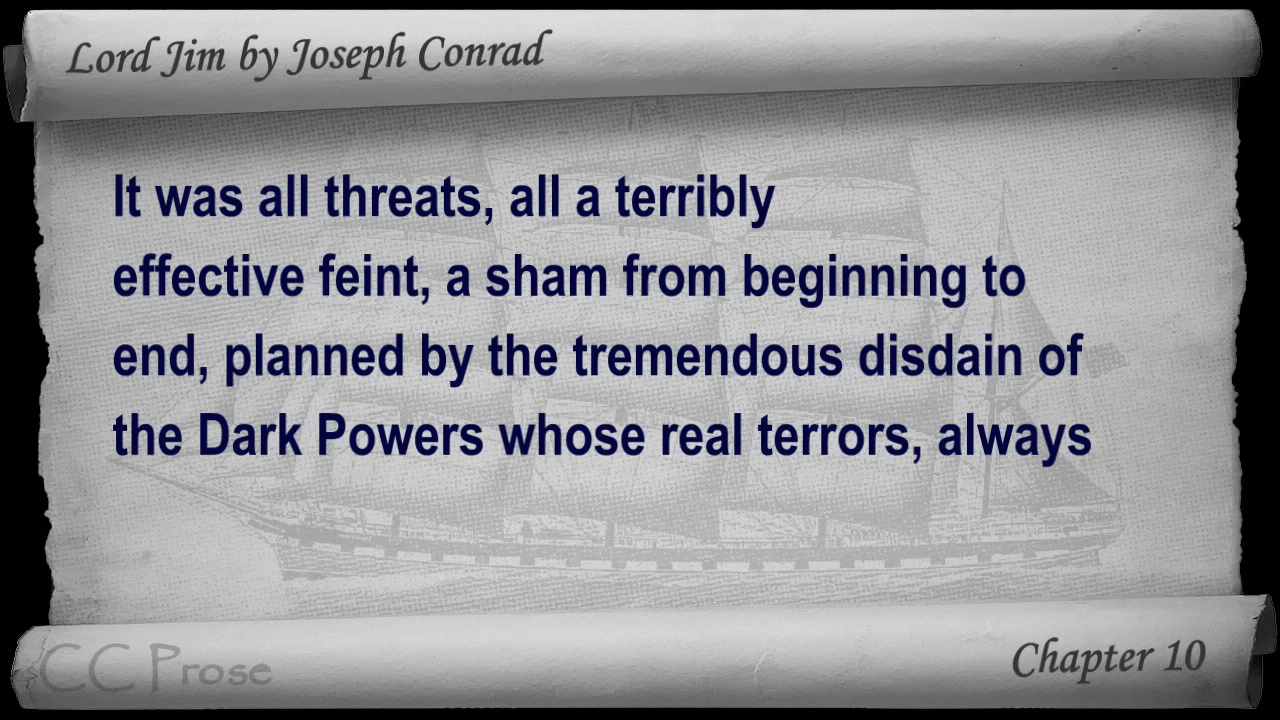 Lord Jim by Joseph Conrad
It was all threats, all a terribly
effective feint, a sham from beginning to
end, planned by the tremendous disdain of
the Dark Powers whose real terrors, always
CC Prose
Chapter 10